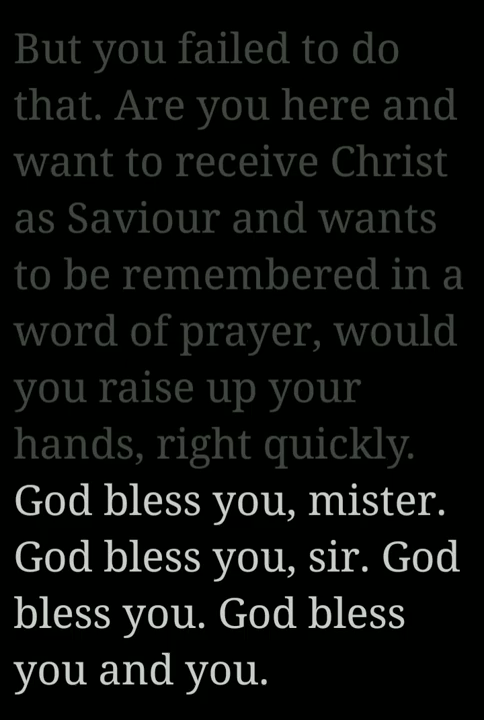 But you failed to do
that. Are you here and
want to receive Christ
as Saviour and wants
to be remembered in a
word of prayer, would
you raise up your
hands, right quickly.
God bless you, mister.
God bless you, sir. God
bless you. God bless
you and you.